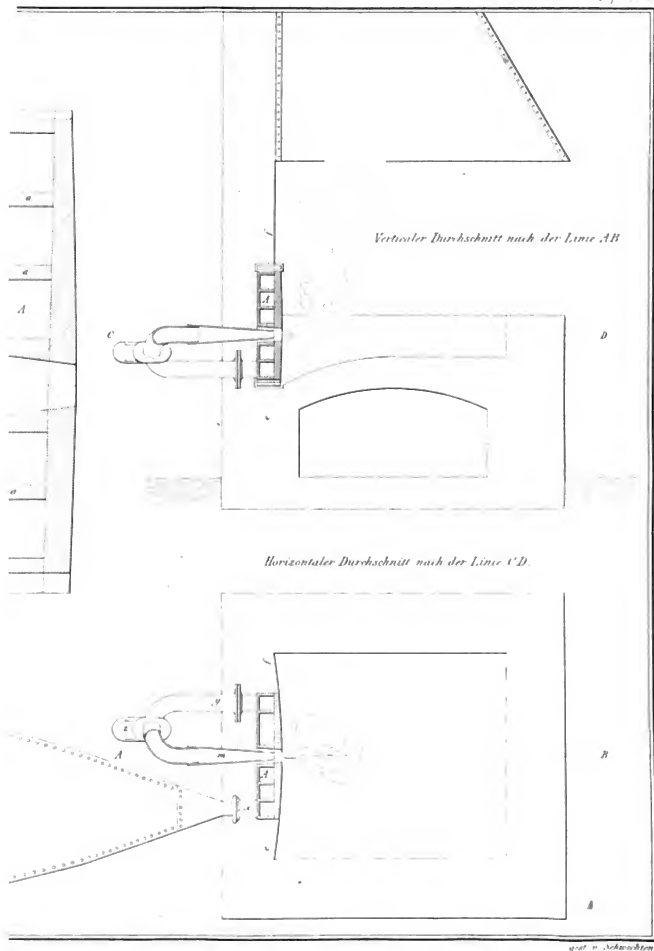 a
a
A
a
Verticaler Durchschnitt nach der Linie AB
A
C
D
Horizontaler Durchschnitt nach der Linie CD.
y
z
A
m
B
A
x
gest. v. Schwechten